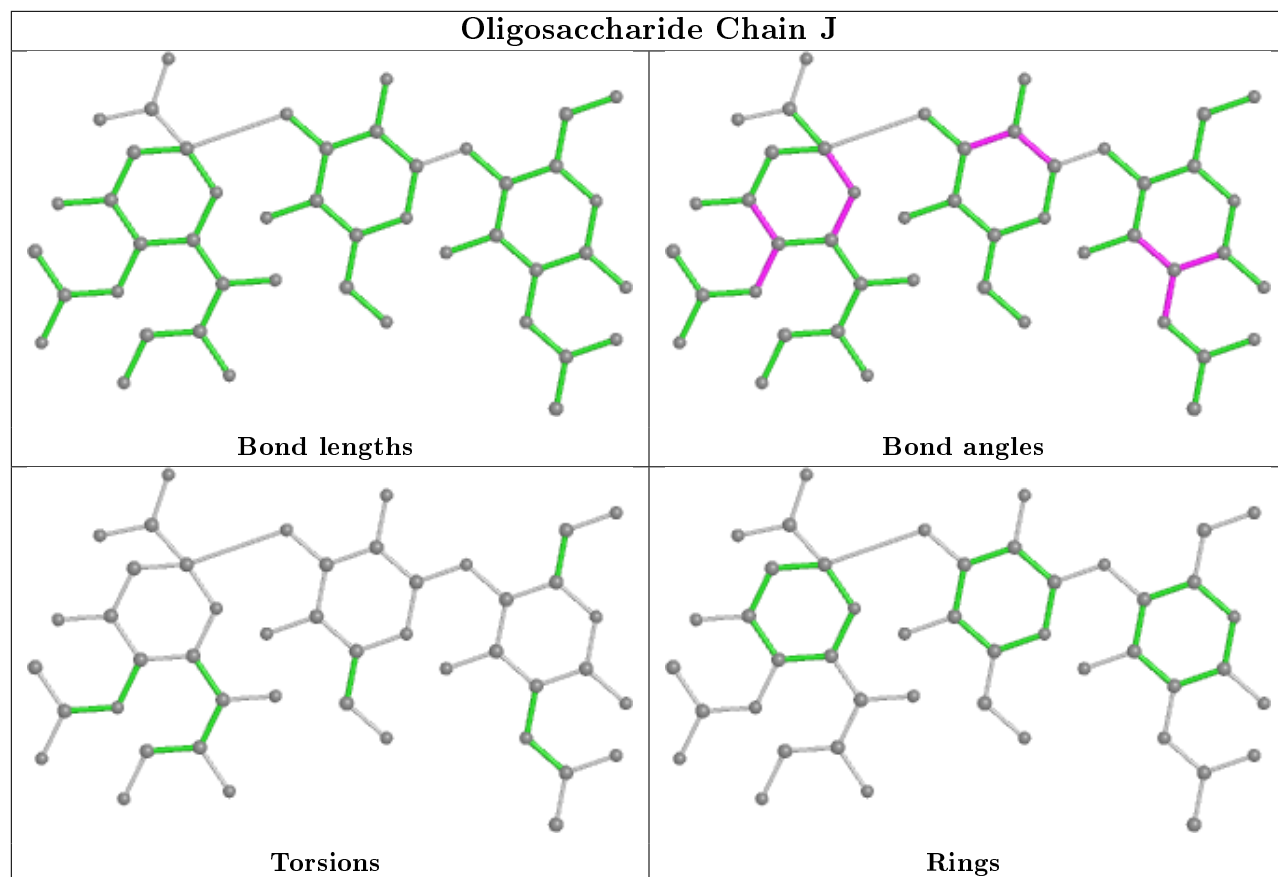 Oligosaccharide Chain J
Bond lengths
Bond angles
Torsions
Rings